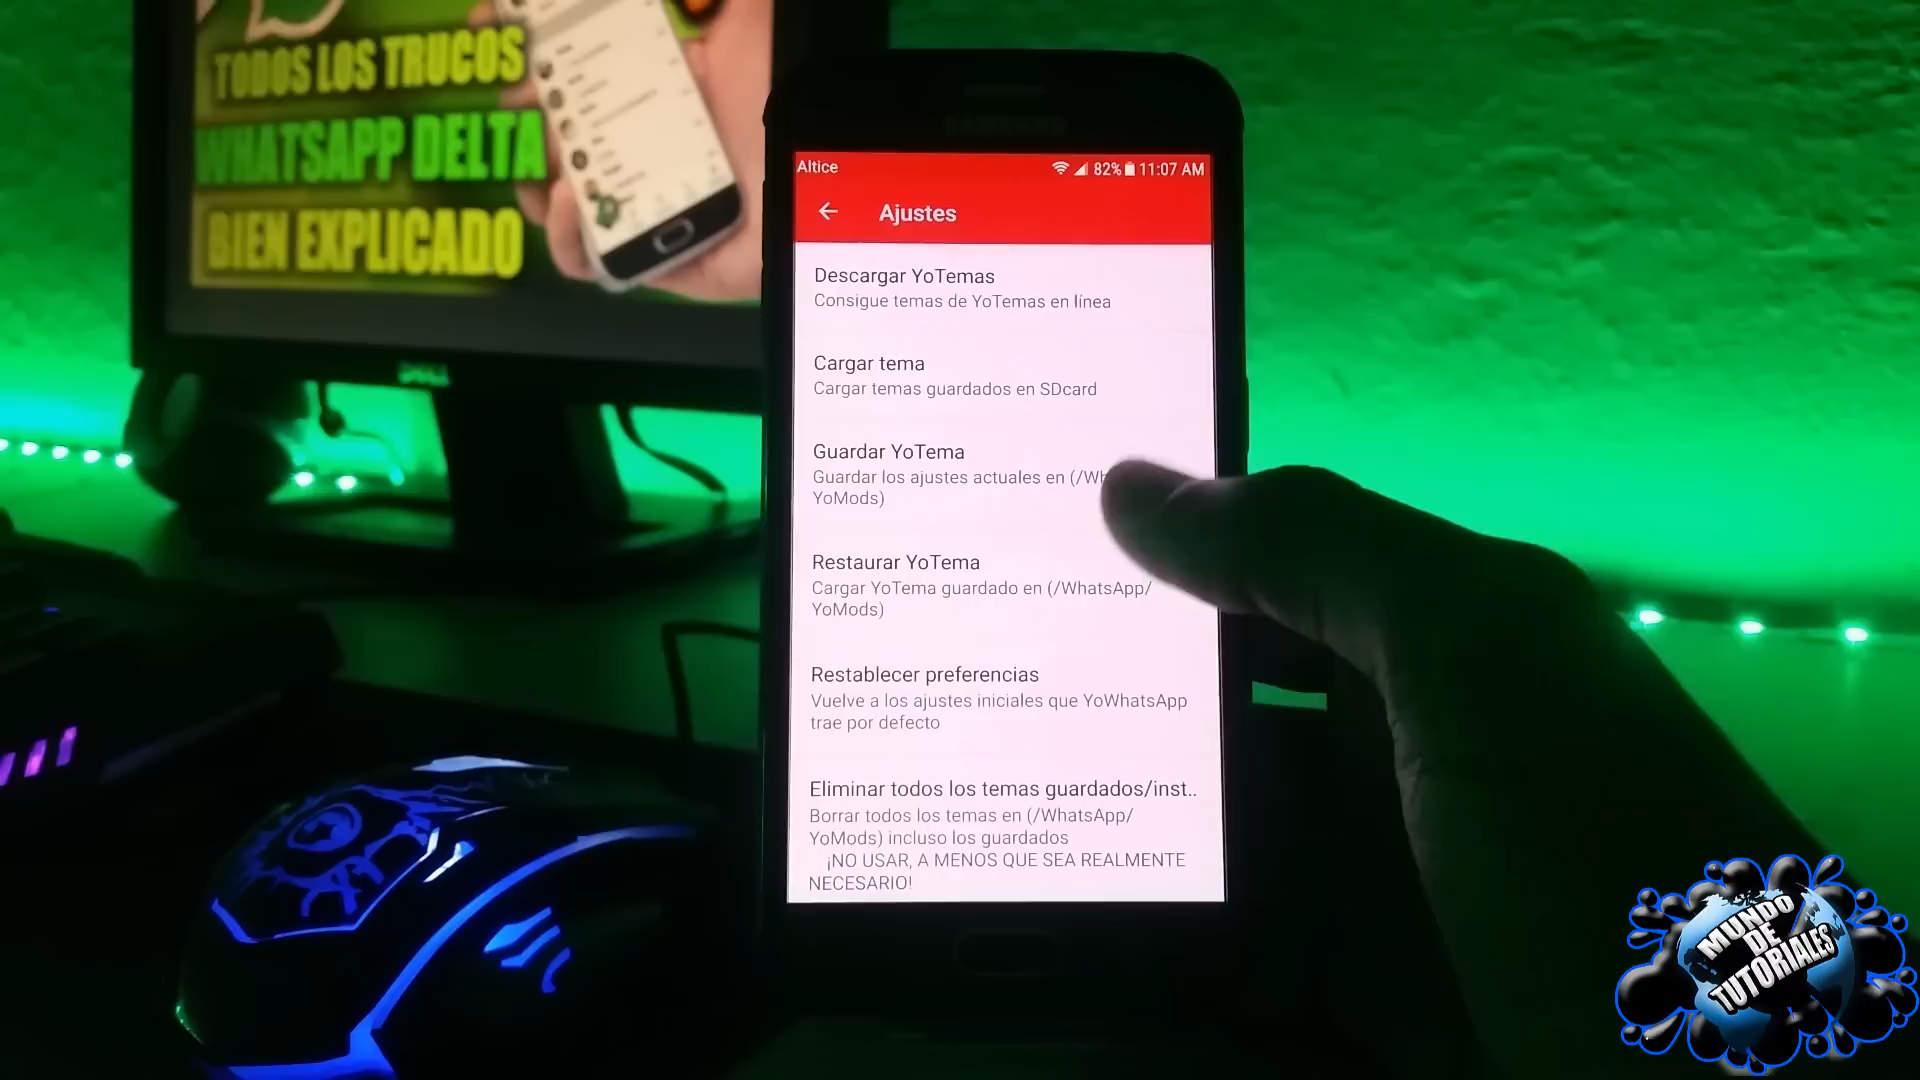 TODOS LOS TRUCOS
WHATSAPP DELTA
BIEN EXPLICADO
DELL
SAMSUNG
Altice
82% 11:07 AM
Ajustes
Descargar YoTemas
Consigue temas de YoTemas en línea
Cargar tema
Cargar temas guardados en SDcard
Guardar YoTema
Guardar los ajustes actuales en (/Wh
YoMods)
Restaurar YoTema
Cargar YoTema guardado en (/WhatsApp/
YoMods)
Restablecer preferencias
Vuelve a los ajustes iniciales que YoWhatsApp
trae por defecto
Eliminar todos los temas guardados/inst..
Borrar todos los temas en (/WhatsApp/
YoMods) incluso los guardados
¡NO USAR, A MENOS QUE SEA REALMENTE
NECESARIO!
MUNDO
DE
TUTORIALES